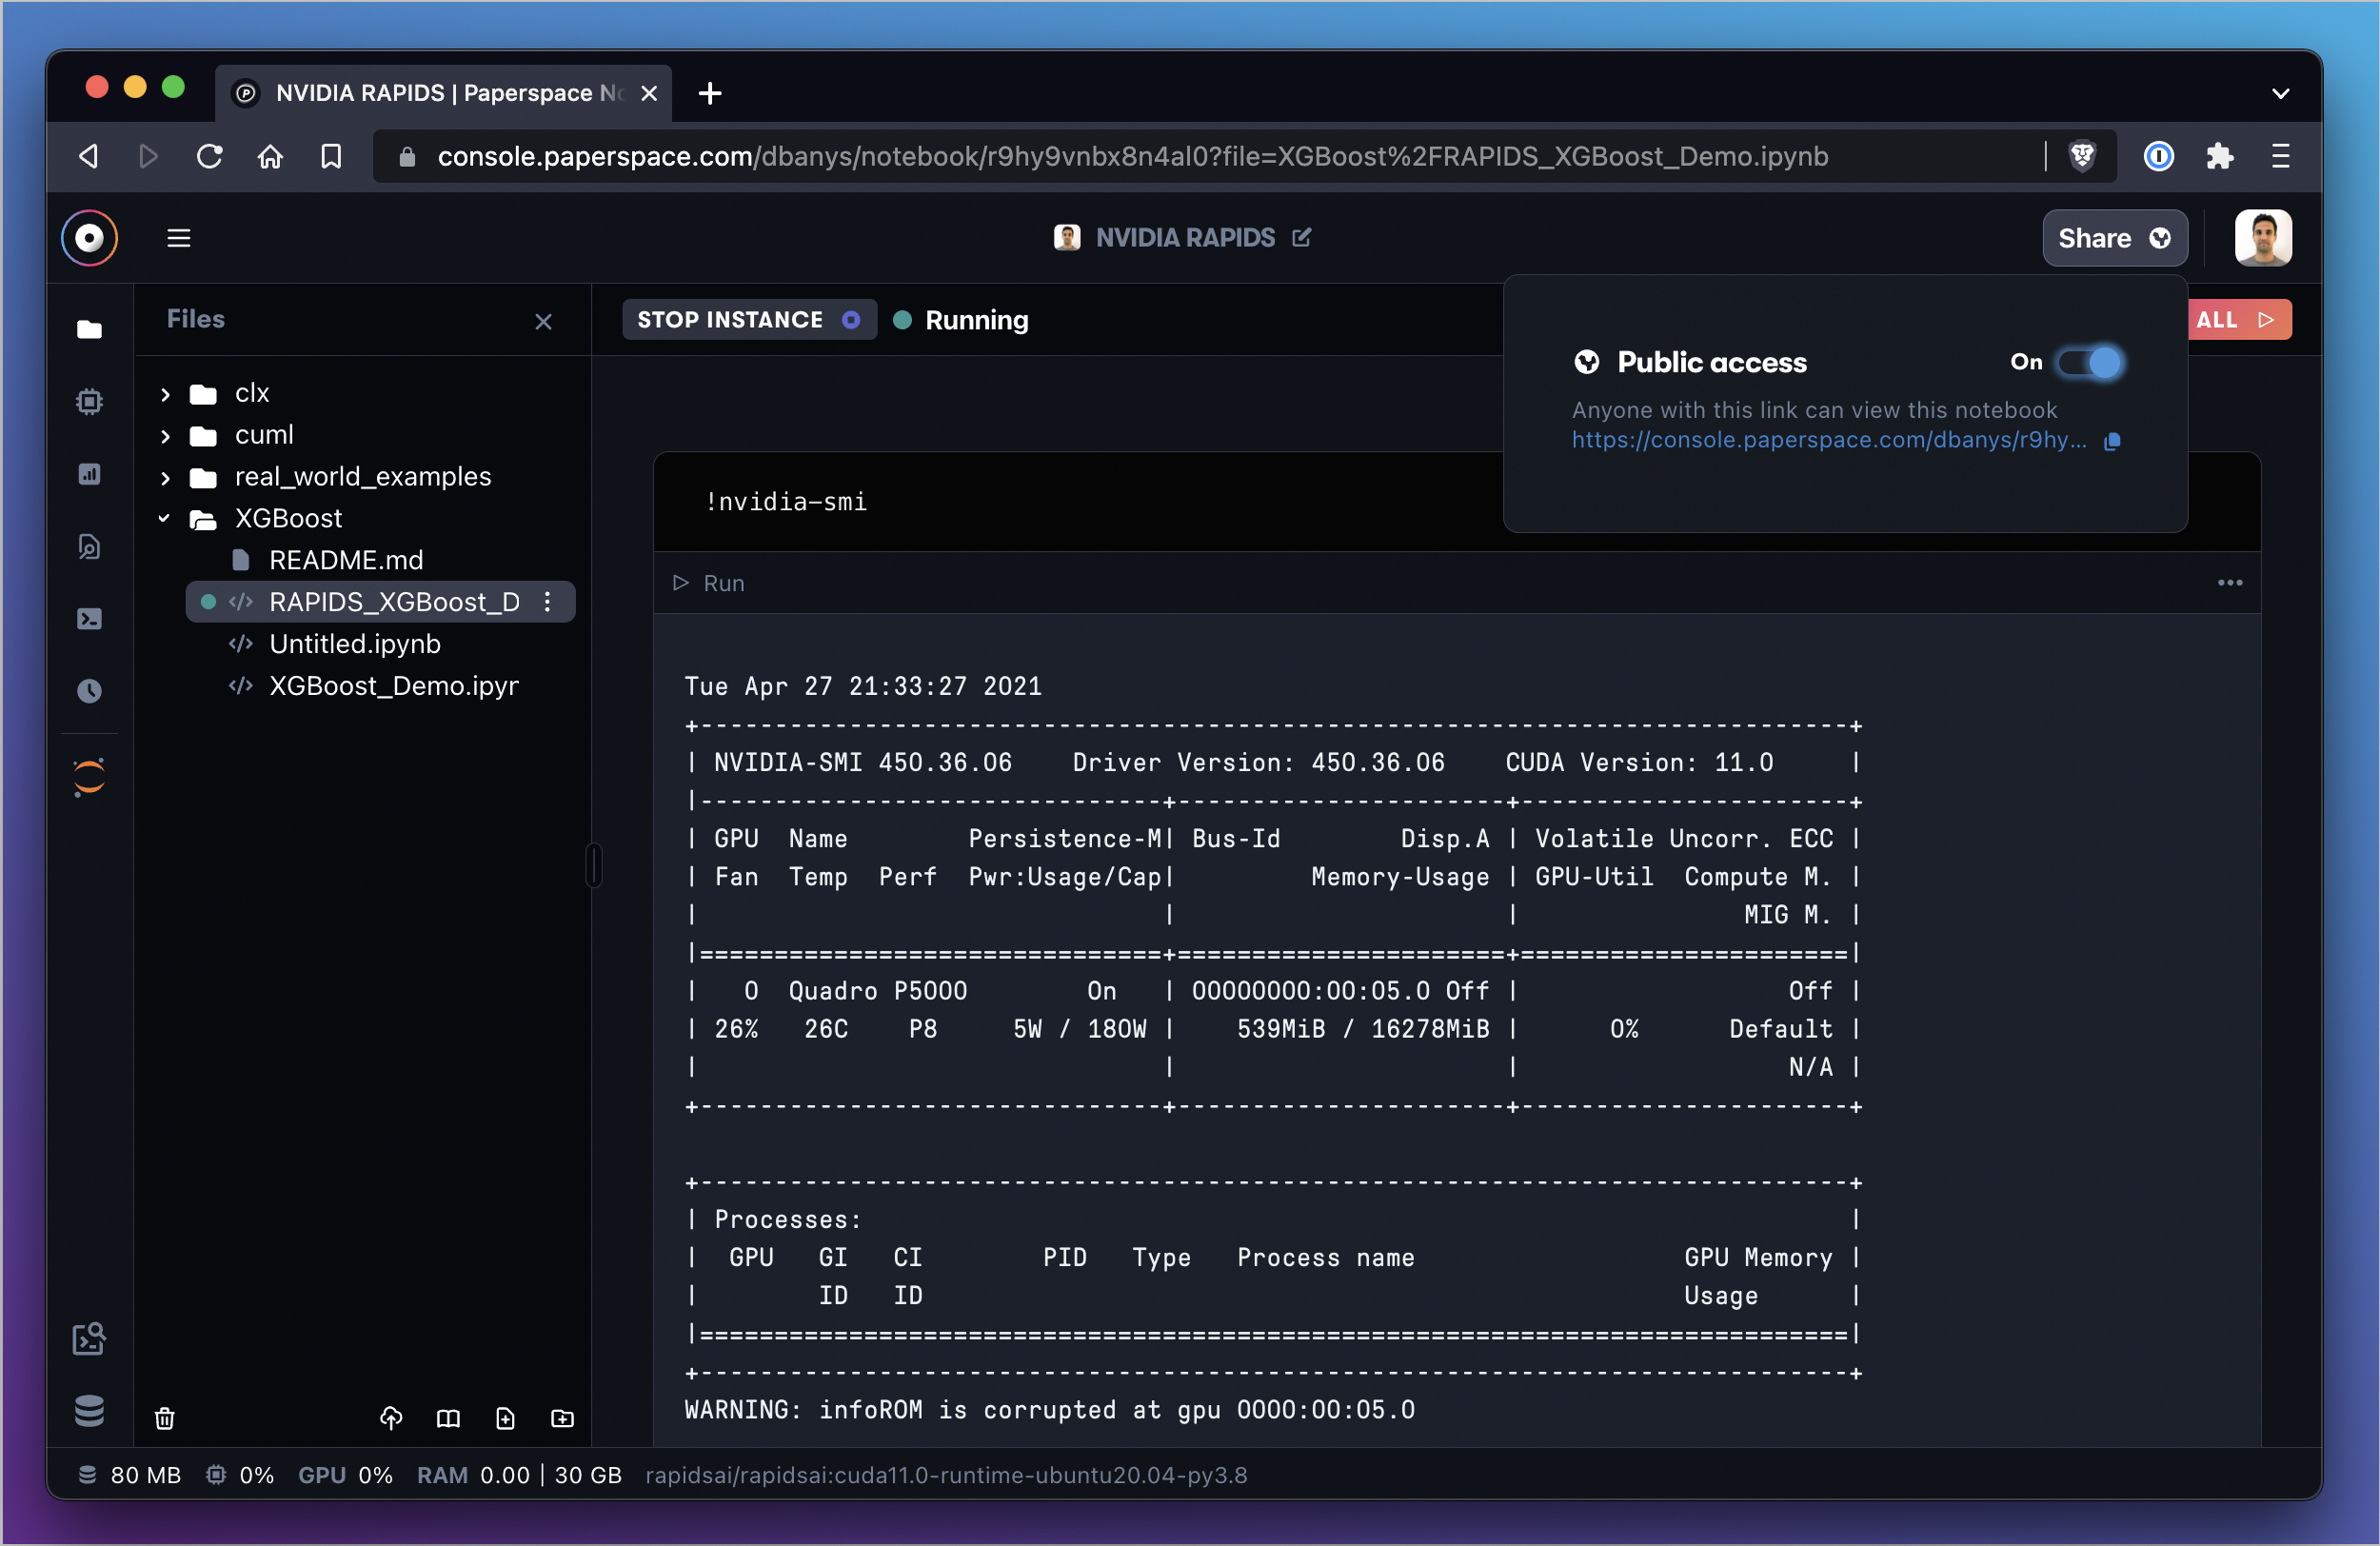 NVIDIA RAPIDS | Paperspace No
console.paperspace.com/dbanys/notebook/r9hy9vnbx8n4al0?file=XGBoost%2FRAPIDS_XGBoost_Demo.ipynb
NVIDIA RAPIDS
Share
Files
STOP INSTANCE
Running
ALL
Public access
On
Anyone with this link can view this notebook
https://console.paperspace.com/dbanys/r9hy...
clx
cuml
real_world_examples
XGBoost
README.md
RAPIDS_XGBoost_D
Untitled.ipynb
XGBoost_Demo.ipyn
!nvidia-smi
Run
Tue Apr 27 21:33:27 2021
+-----------------------------------------------------------------------------+
| NVIDIA-SMI 450.36.06    Driver Version: 450.36.06    CUDA Version: 11.0     |
|-------------------------------+----------------------+----------------------+
| GPU  Name        Persistence-M| Bus-Id        Disp.A | Volatile Uncorr. ECC |
| Fan  Temp  Perf  Pwr:Usage/Cap|         Memory-Usage | GPU-Util  Compute M. |
|                               |                      |               MIG M. |
|===============================+======================+======================|
|   0  Quadro P5000        On   | 00000000:00:05.0 Off |                  Off |
| 26%   26C    P8     5W / 180W |    539MiB / 16278MiB |      0%      Default |
|                               |                      |                  N/A |
+-------------------------------+----------------------+----------------------+
+-----------------------------------------------------------------------------+
| Processes:                                                                  |
|  GPU   GI   CI        PID   Type   Process name                  GPU Memory |
|        ID   ID                                                   Usage      |
|=============================================================================|
+-----------------------------------------------------------------------------+
WARNING: infoROM is corrupted at gpu 0000:00:05.0
80 MB 0% GPU 0% RAM 0.00 | 30 GB rapidsai/rapidsai:cuda11.0-runtime-ubuntu20.04-py3.8